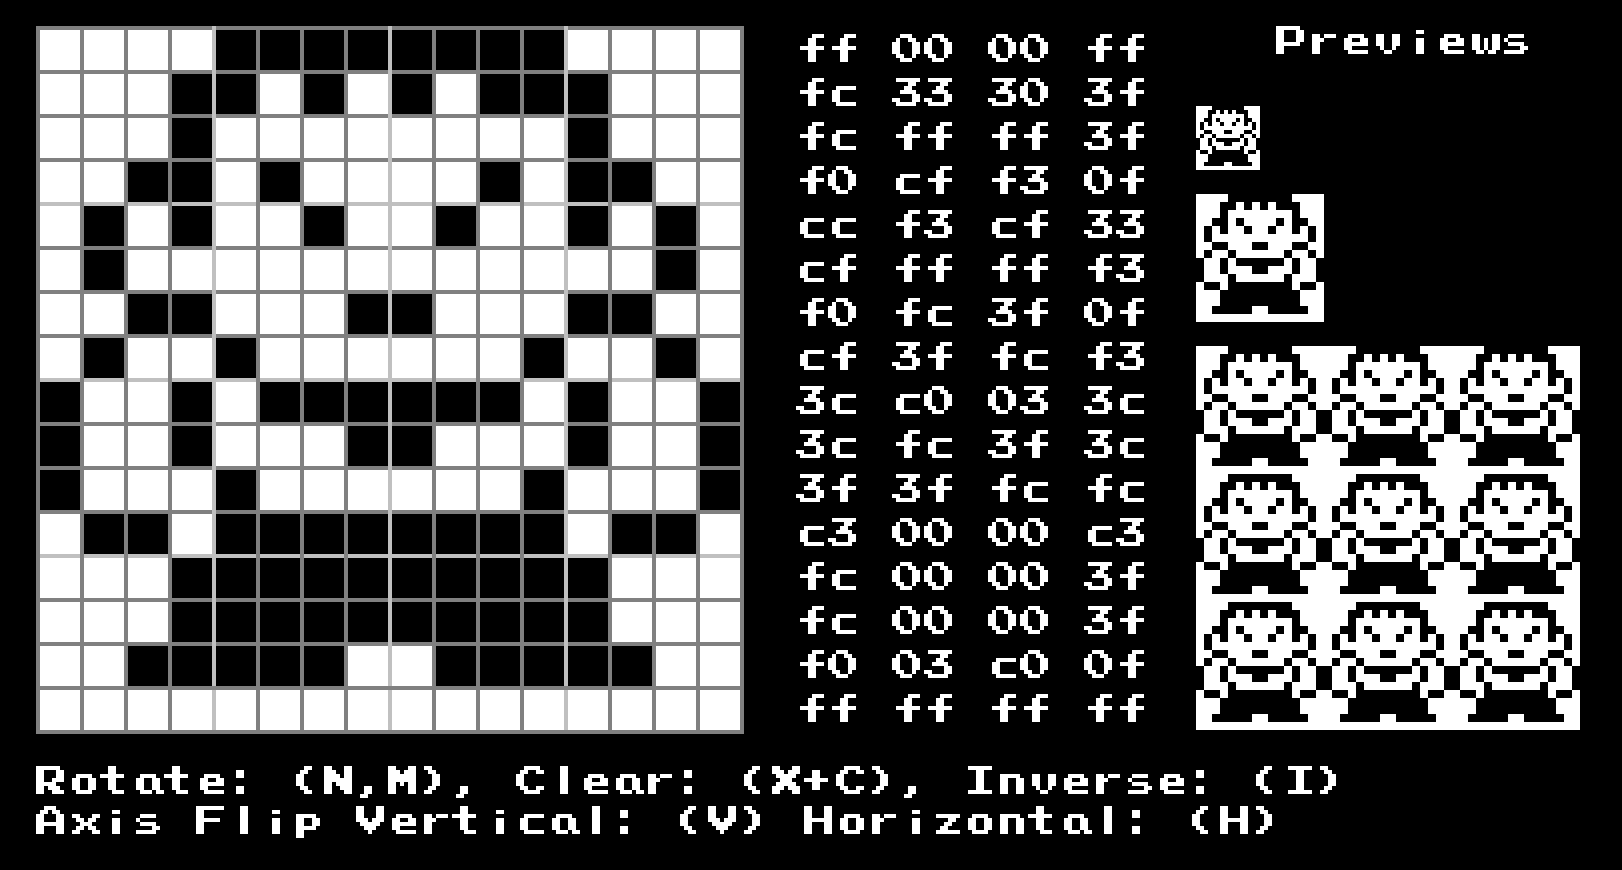 Previews
ff 00 00 ff
fc 33 30 3f
fc ff ff 3f
f0 cf f3 0f
cc f3 cf 33
cf ff ff f3
f0 fc 3f 0f
cf 3f fc f3
3c c0 03 3c
3c fc 3f 3c
3f 3f fc fc
c3 00 00 c3
fc 00 00 3f
fc 00 00 3f
f0 03 c0 0f
ff ff ff ff
Rotate: (N,M), Clear: (X+C), Inverse: (I)
Axis Flip Vertical: (V) Horizontal: (H)